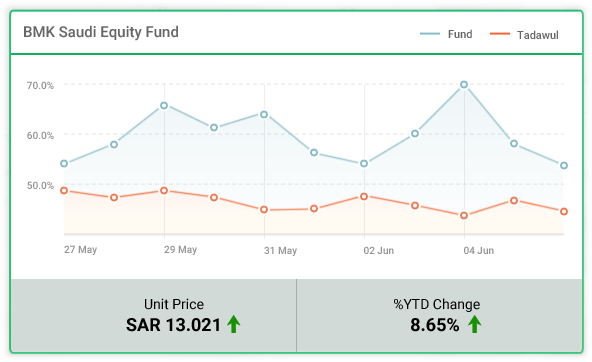 BMK Saudi Equity Fund
Fund
Tadawul
70.0%
60.0%
50.0%
27 May
29 May
31 May
02 Jun
04 Jun
Unit Price
SAR 13.021
%YTD Change
8.65%